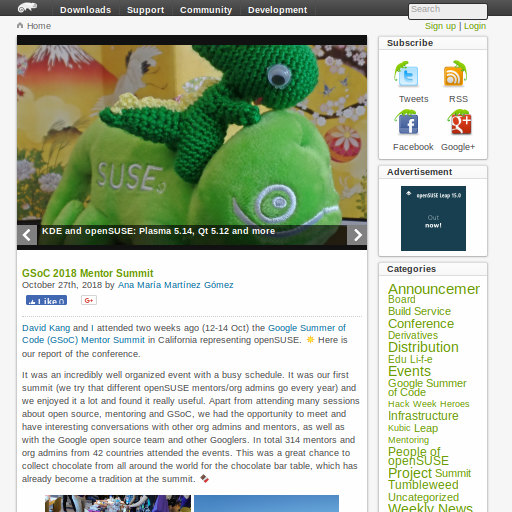 Downloads Support Community Development
Search
Home
Sign up | Login
SUSE
KDE and openSUSE: Plasma 5.14, Qt 5.12 and more
GSoC 2018 Mentor Summit
October 27th, 2018 by Ana María Martínez Gómez
Like 0
G+
David Kang and I attended two weeks ago (12-14 Oct) the Google Summer of
Code (GSoC) Mentor Summit in California representing openSUSE. Here is
our report of the conference.
It was an incredibly well organized event with a busy schedule. It was our first
summit (we try that different openSUSE mentors/org admins go every year) and
we enjoyed it a lot and found it really useful. Apart from attending many sessions
about open source, mentoring and GSoC, we had the opportunity to meet and
have interesting conversations with other org admins and mentors, as well as
with the Google open source team and other Googlers. In total 314 mentors and
org admins from 42 countries attended the events. This was a great chance to
collect chocolate from all around the world for the chocolate bar table, which has
already become a tradition at the summit.
Subscribe
Tweets RSS
Facebook Google+
Advertisement
openSUSE Leap 15.0
Out
now!
Categories
Announcemen
Board
Build Service
Conference
Derivatives
Distribution
Edu Li-f-e
Events
Google Summer
of Code
Hack Week Heroes
Infrastructure
Kubic Leap
Mentoring
People of
openSUSE
Project Summit
Tumbleweed
Uncategorized
Weekly News